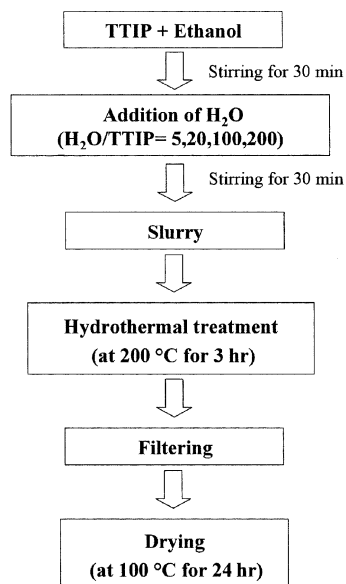 TTIP + Ethanol
Stirring for 30 min
Addition of H₂O
(H₂O/TTIP= 5,20,100,200)
Stirring for 30 min
Slurry
Hydrothermal treatment
(at 200 °C for 3 hr)
Filtering
Drying
(at 100 °C for 24 hr)